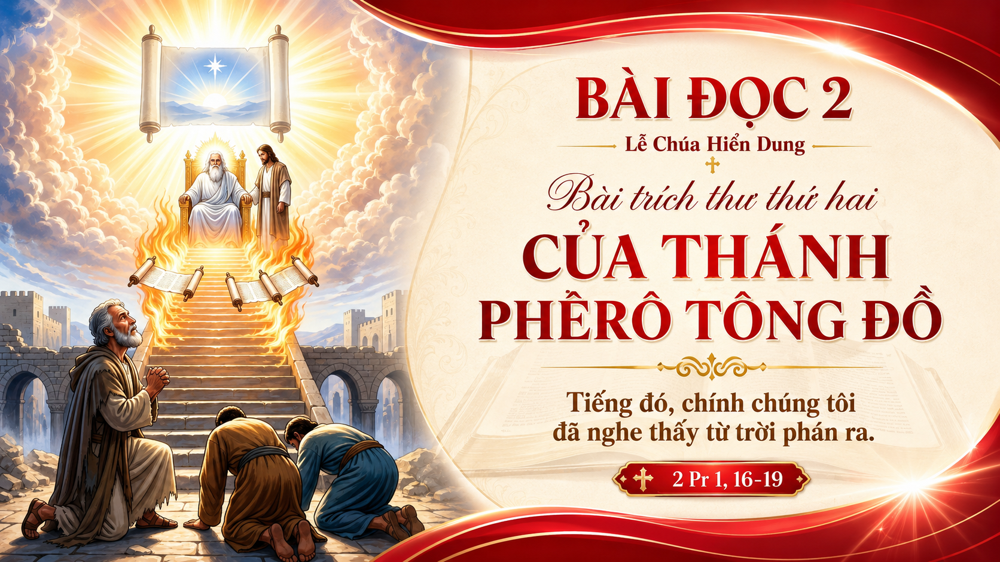 BÀI ĐỌC 2
Lễ Chúa Hiển Dung
Bài trích thư thứ hai
CỦA THÁNH
PHÊRÔ TÔNG ĐỒ
Tiếng đó, chính chúng tôi
đã nghe thấy từ trời phán ra.
2 Pr 1, 16-19